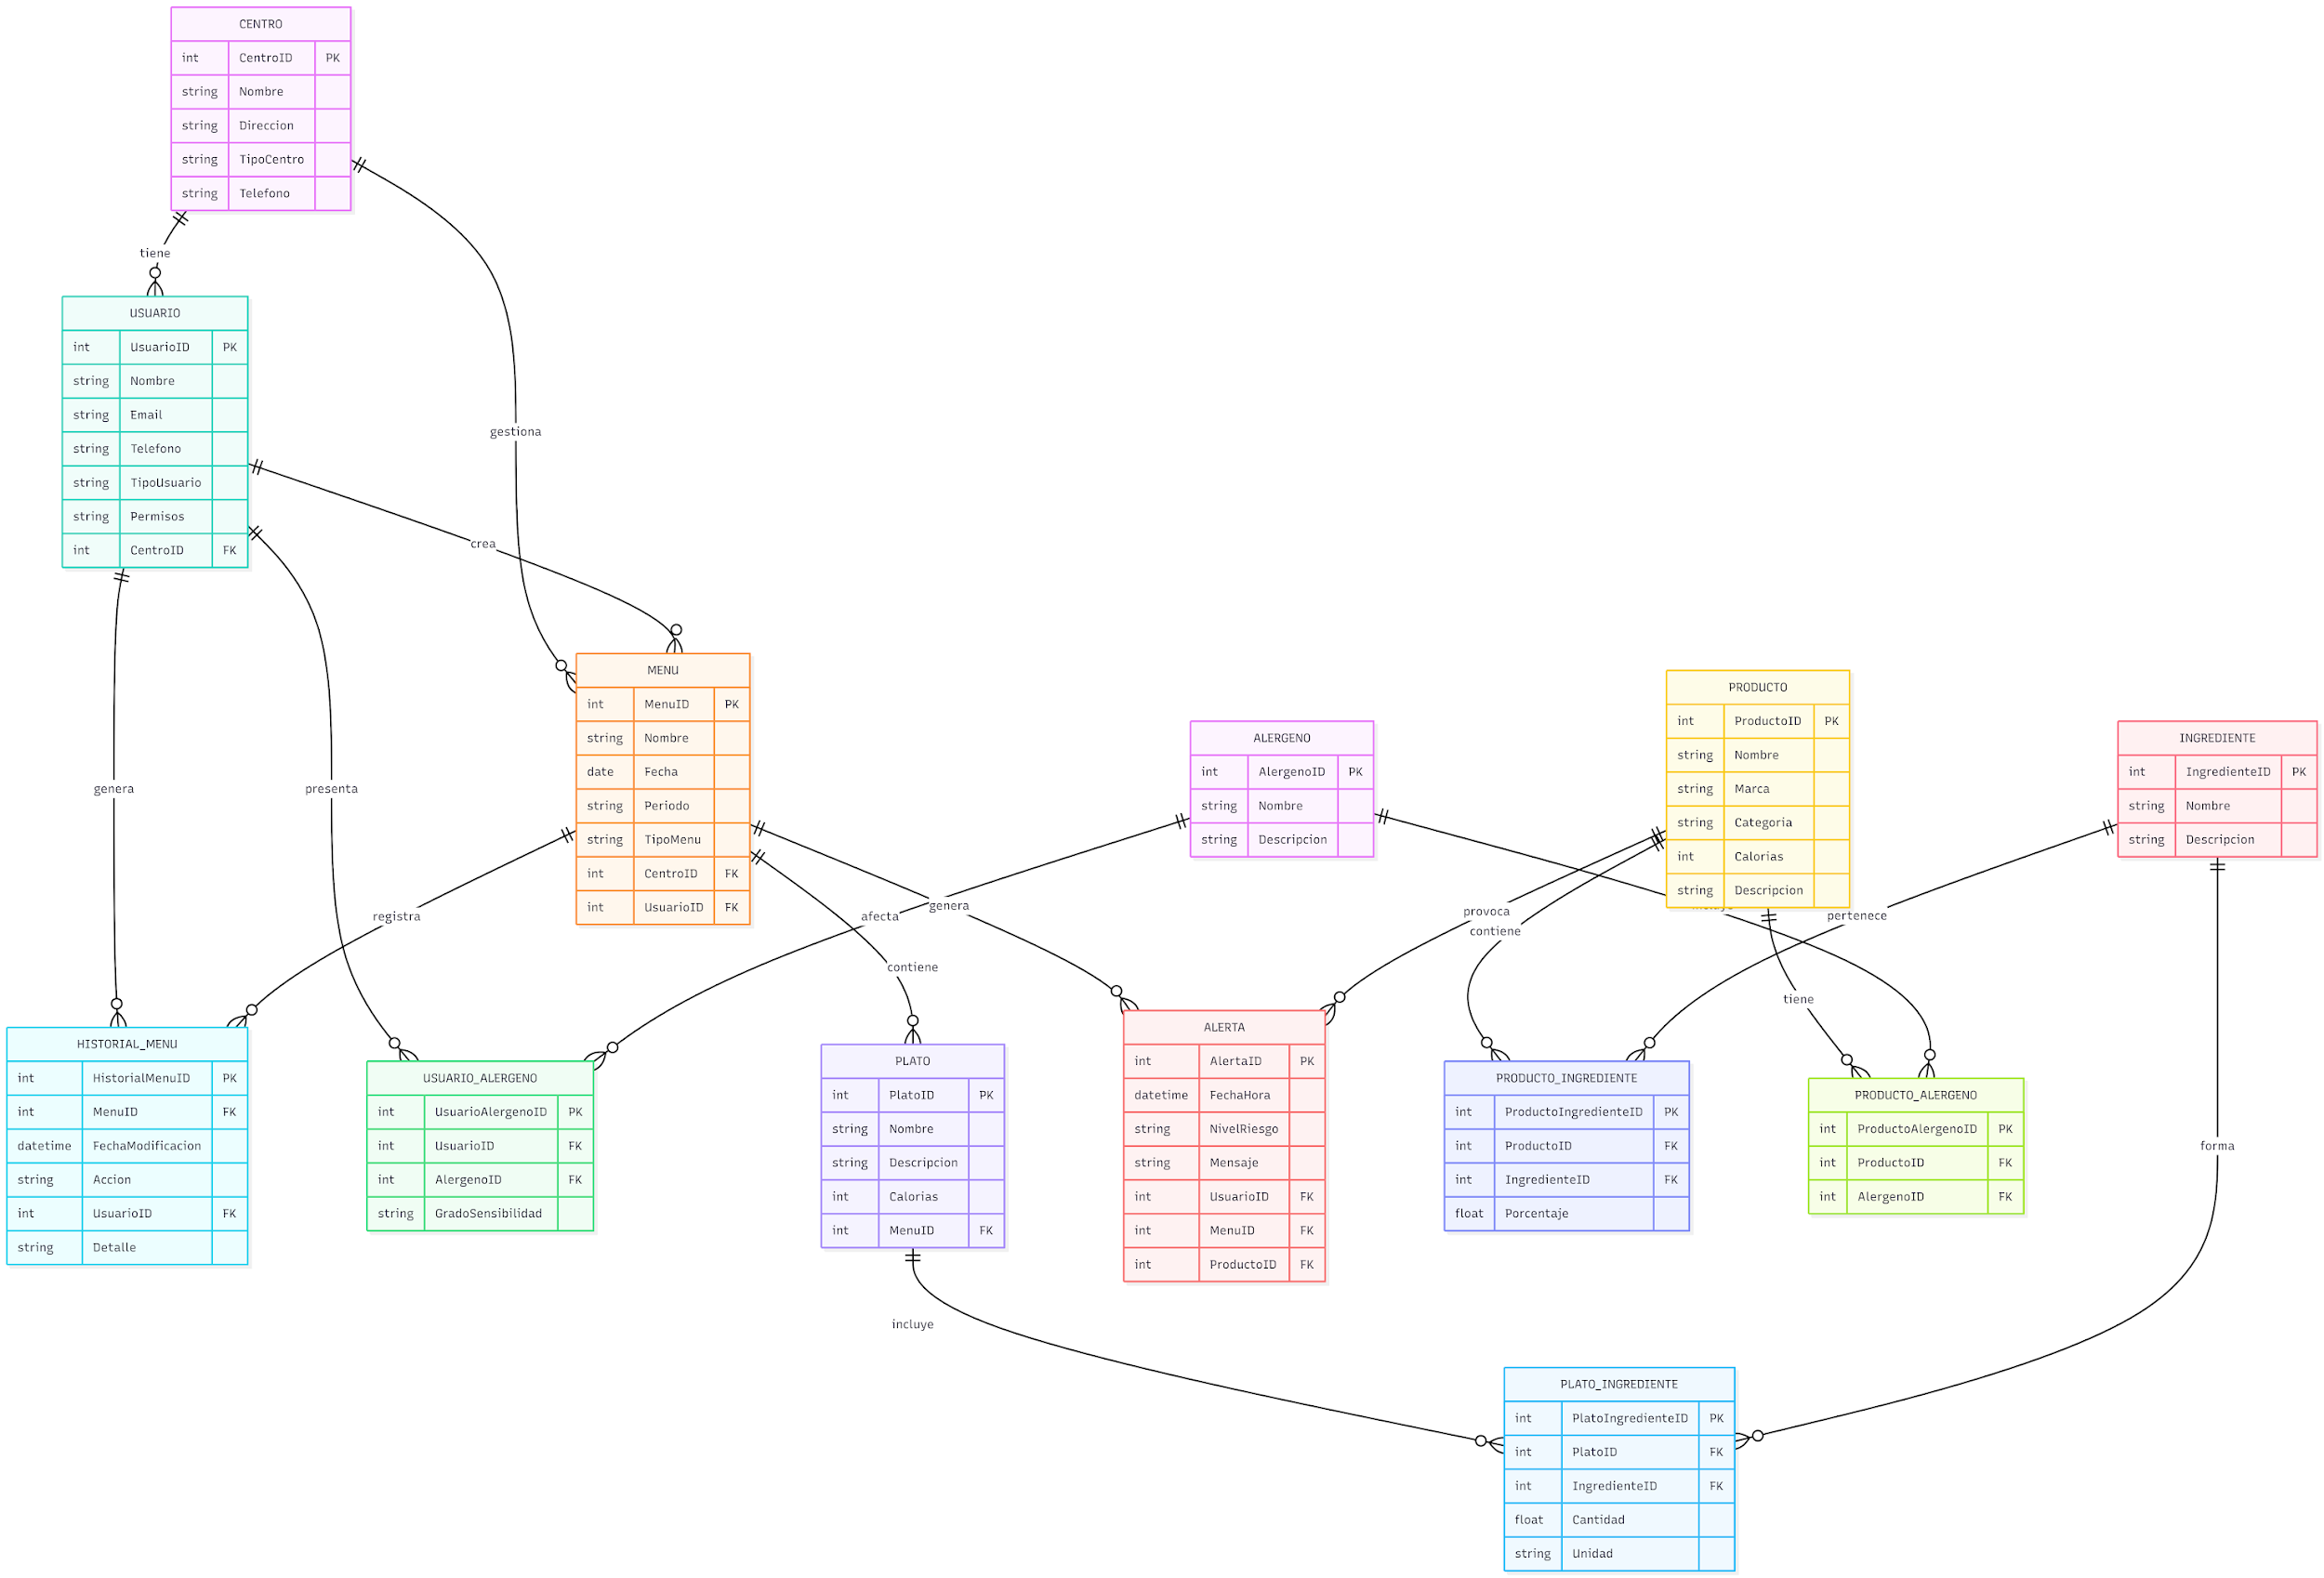 CENTRO
int CentroID PK
string Nombre
string Direccion
string TipoCentro
string Telefono
tiene
USUARIO
int UsuarioID PK
string Nombre
string Email
string Telefono
string TipoUsuario
string Permisos
int CentroID FK
gestiona
crea
MENU
int MenuID PK
string Nombre
date Fecha
string Periodo
string TipoMenu
int CentroID FK
int UsuarioID FK
ALERGENO
int AlergenoID PK
string Nombre
string Descripcion
PRODUCTO
int ProductoID PK
string Nombre
string Marca
string Categoria
int Calorias
string Descripcion
INGREDIENTE
int IngredienteID PK
string Nombre
string Descripcion
genera
presenta
registra
afecta
genera
contiene
provoca
contiene
pertenece
tiene
HISTORIAL_MENU
int HistorialMenuID PK
int MenuID FK
datetime FechaModificacion
string Accion
int UsuarioID FK
string Detalle
USUARIO_ALERGENO
int UsuarioAlergenoID PK
int UsuarioID FK
int AlergenoID FK
string GradoSensibilidad
PLATO
int PlatoID PK
string Nombre
string Descripcion
int Calorias
int MenuID FK
ALERTA
int AlertaID PK
datetime FechaHora
string NivelRiesgo
string Mensaje
int UsuarioID FK
int MenuID FK
int ProductoID FK
PRODUCTO_INGREDIENTE
int ProductoIngredienteID PK
int ProductoID FK
int IngredienteID FK
float Porcentaje
PRODUCTO_ALERGENO
int ProductoAlergenoID PK
int ProductoID FK
int AlergenoID FK
forma
incluye
PLATO_INGREDIENTE
int PlatoIngredienteID PK
int PlatoID FK
int IngredienteID FK
float Cantidad
string Unidad